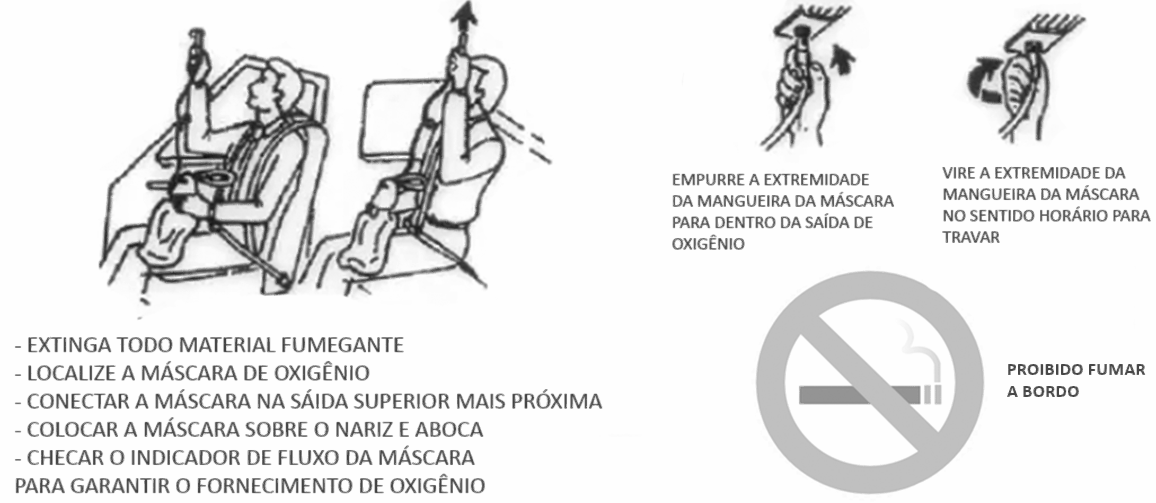 EMPURRE A EXTREMIDADE
DA MANGUEIRA DA MÁSCARA
PARA DENTRO DA SAÍDA DE
OXIGÊNIO
VIRE A EXTREMIDADE DA
MANGUEIRA DA MÁSCARA
NO SENTIDO HORÁRIO PARA
TRAVAR
- EXTINGA TODO MATERIAL FUMEGANTE
- LOCALIZE A MÁSCARA DE OXIGÊNIO
- CONECTAR A MÁSCARA NA SÁIDA SUPERIOR MAIS PRÓXIMA
- COLOCAR A MÁSCARA SOBRE O NARIZ E ABOCA
- CHECAR O INDICADOR DE FLUXO DA MÁSCARA
PARA GARANTIR O FORNECIMENTO DE OXIGÊNIO
PROIBIDO FUMAR
A BORDO